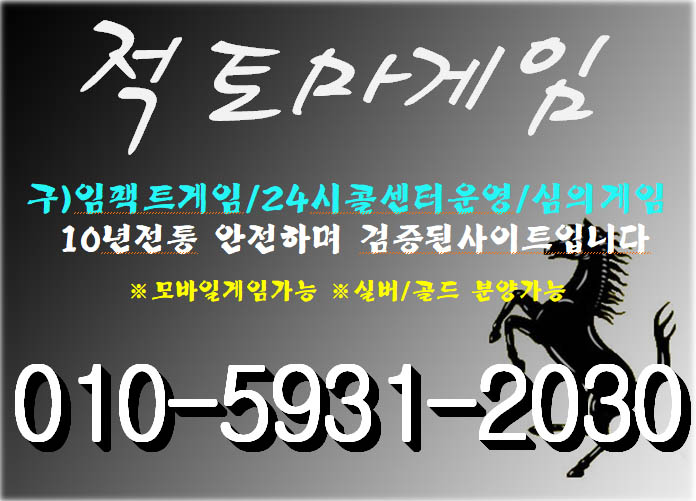 적토마게임
구)임팩트게임/24시콜센터운영/심의게임
10년전통 안전하며 검증된사이트입니다
※모바일게임가능 ※실버/골드 분양가능
010-5931-2030